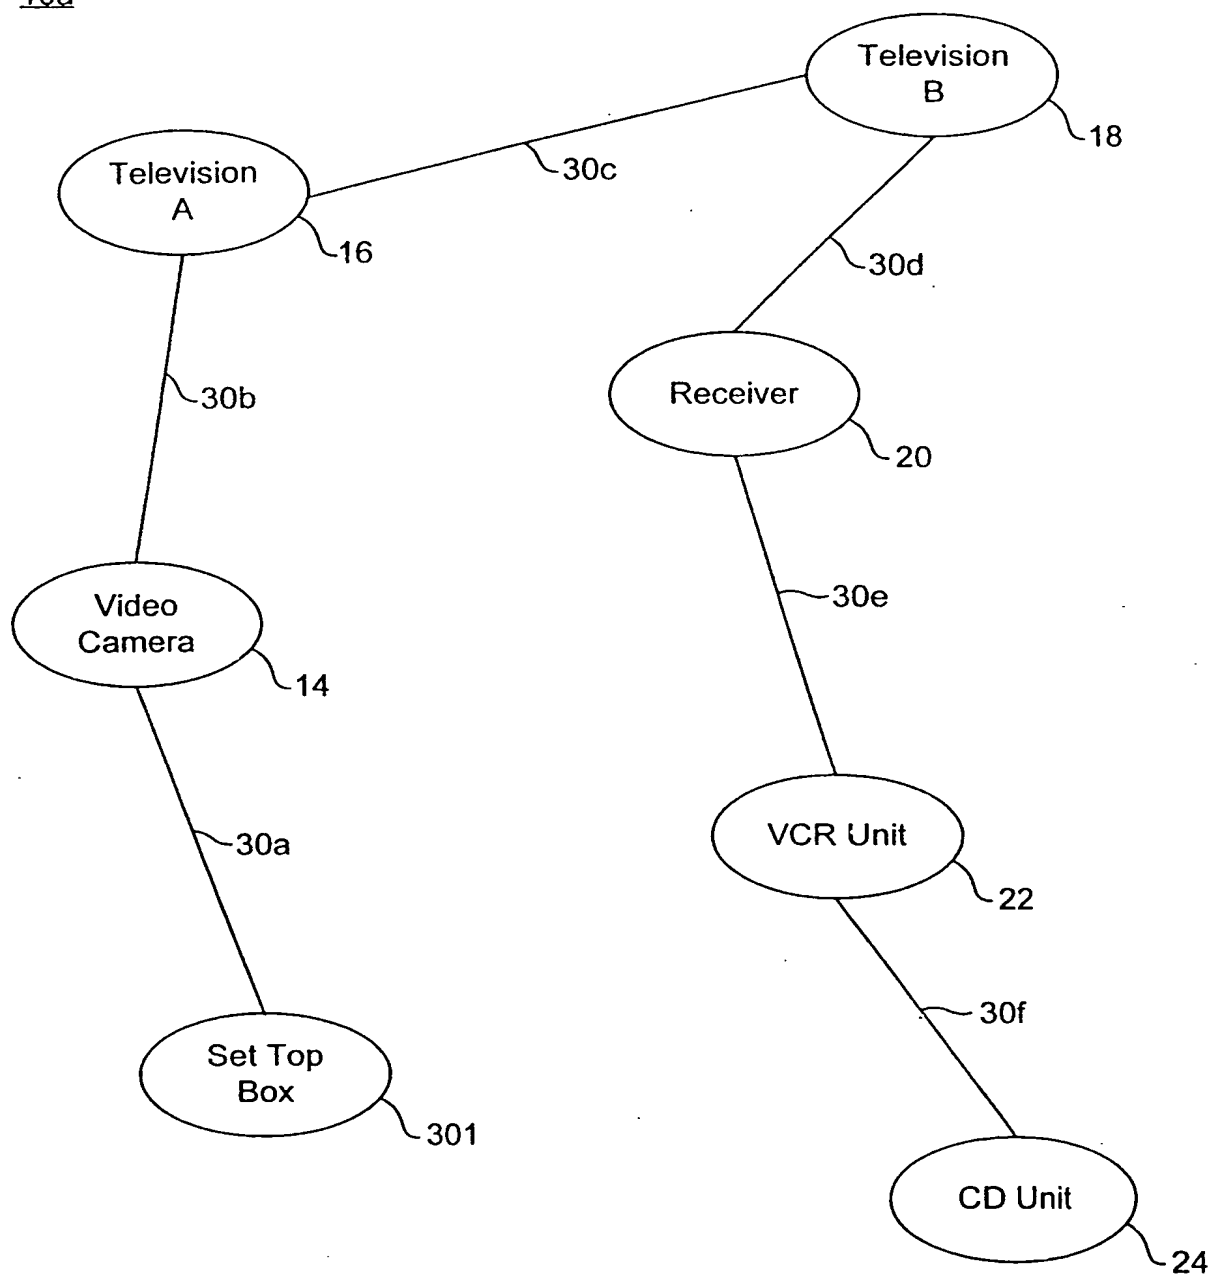 Television
B
18
30c
Television
A
16
30d
30b
Receiver
20
30e
Video
Camera
14
30a
VCR Unit
22
30f
Set Top
Box
301
CD Unit
24